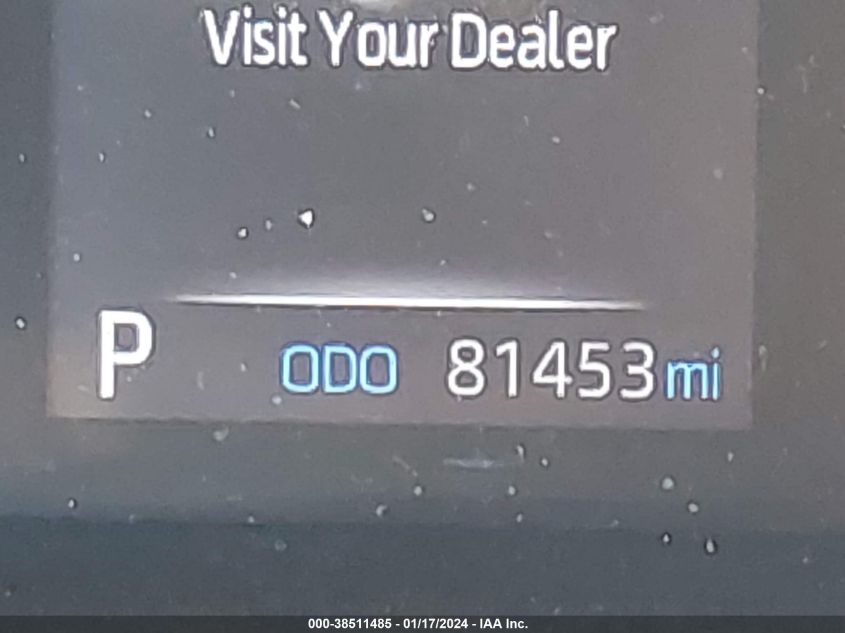 Visit Your Dealer
P ODO 81453 mi
000-38511485 - 01/17/2024 - IAA Inc.